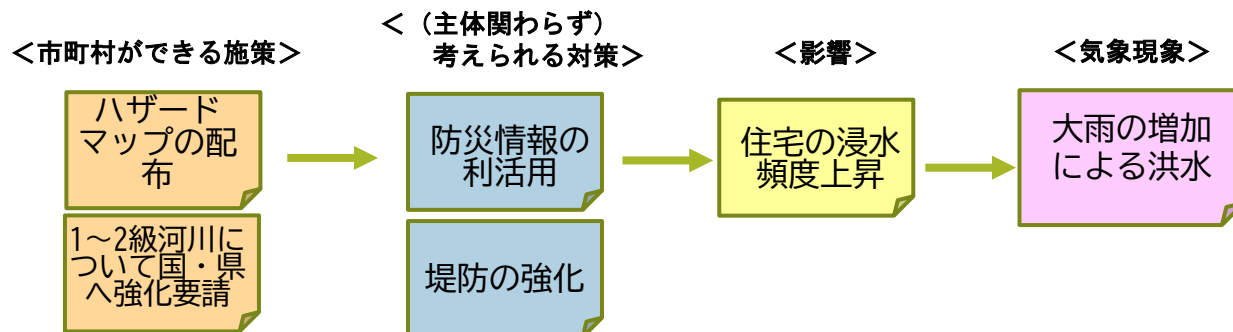 ＜市町村ができる施策＞
＜（主体関わらず）
考えられる対策＞
＜影響＞
＜気象現象＞
ハザード
マップの配
布
防災情報の
利活用
住宅の浸水
頻度上昇
大雨の増加
による洪水
1～2級河川に
ついて国・県
へ強化要請
堤防の強化